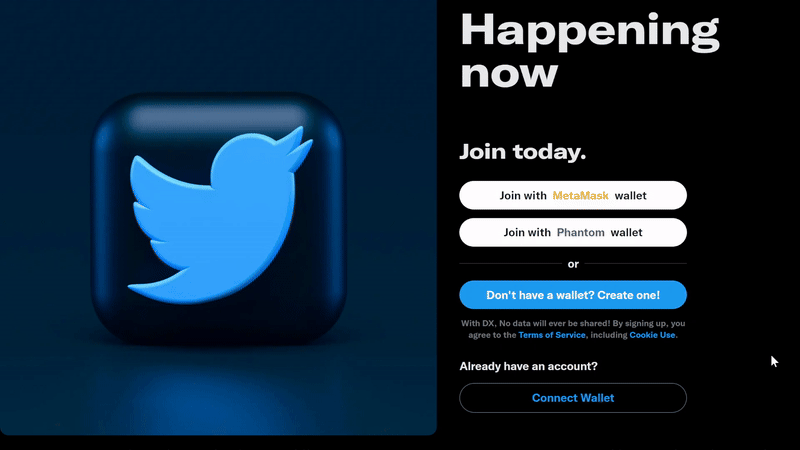 Happening
now
Join today.
Join with MetaMask wallet
Join with Phantom wallet
or
Don't have a wallet? Create one!
With DX, No data will ever be shared! By signing up, you
agree to the Terms of Service, including Cookie Use.
Already have an account?
Connect Wallet